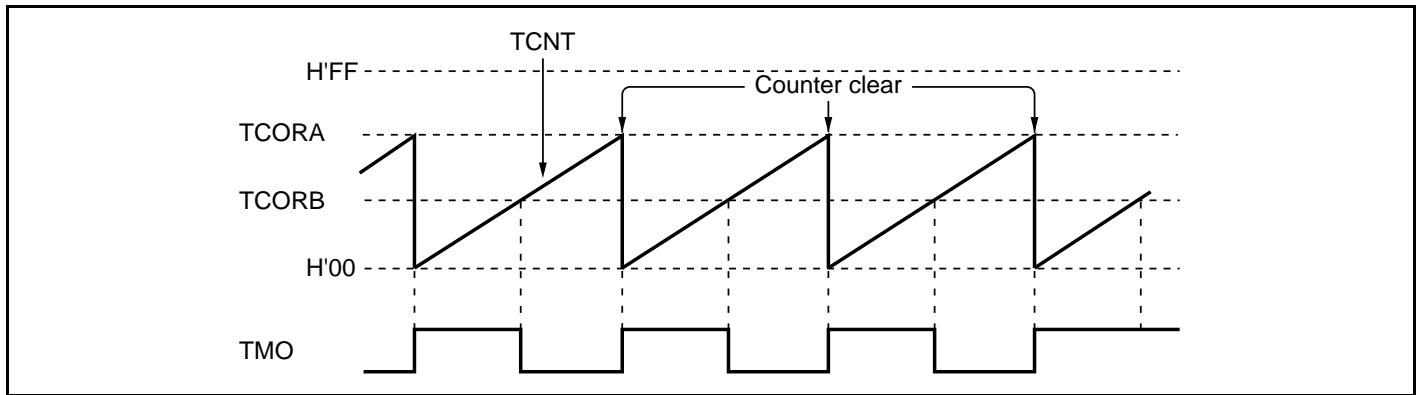 TCNT
H'FF
Counter clear
TCORA
TCORB
H'00
TMO